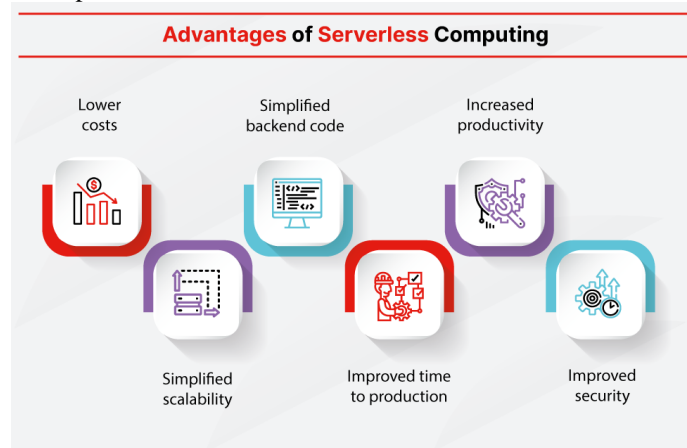 Advantages of Serverless Computing
Lower
costs
Simplified
backend code
Increased
productivity
Simplified
scalability
Improved time
to production
Improved
security